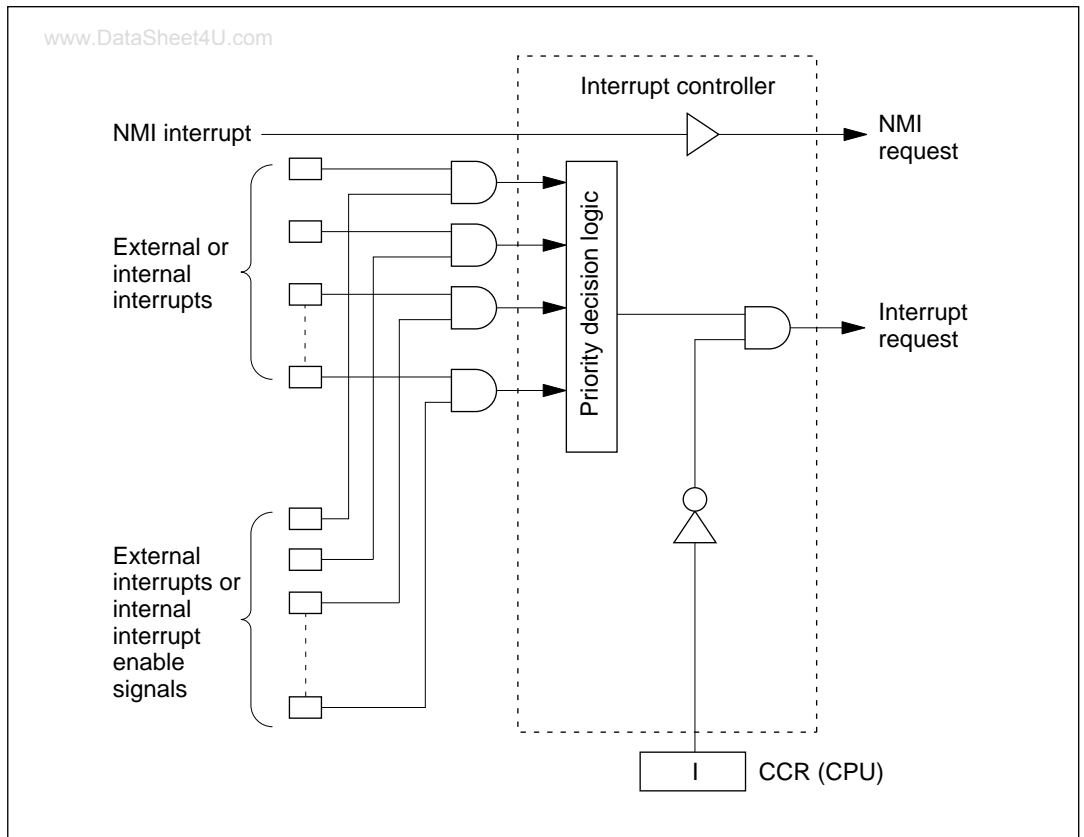 www.DataSheet4U.com
Interrupt controller
NMI interrupt
NMI
request
External or
internal
interrupts
Priority decision logic
Interrupt
request
External
interrupts or
internal
interrupt
enable
signals
I
CCR (CPU)